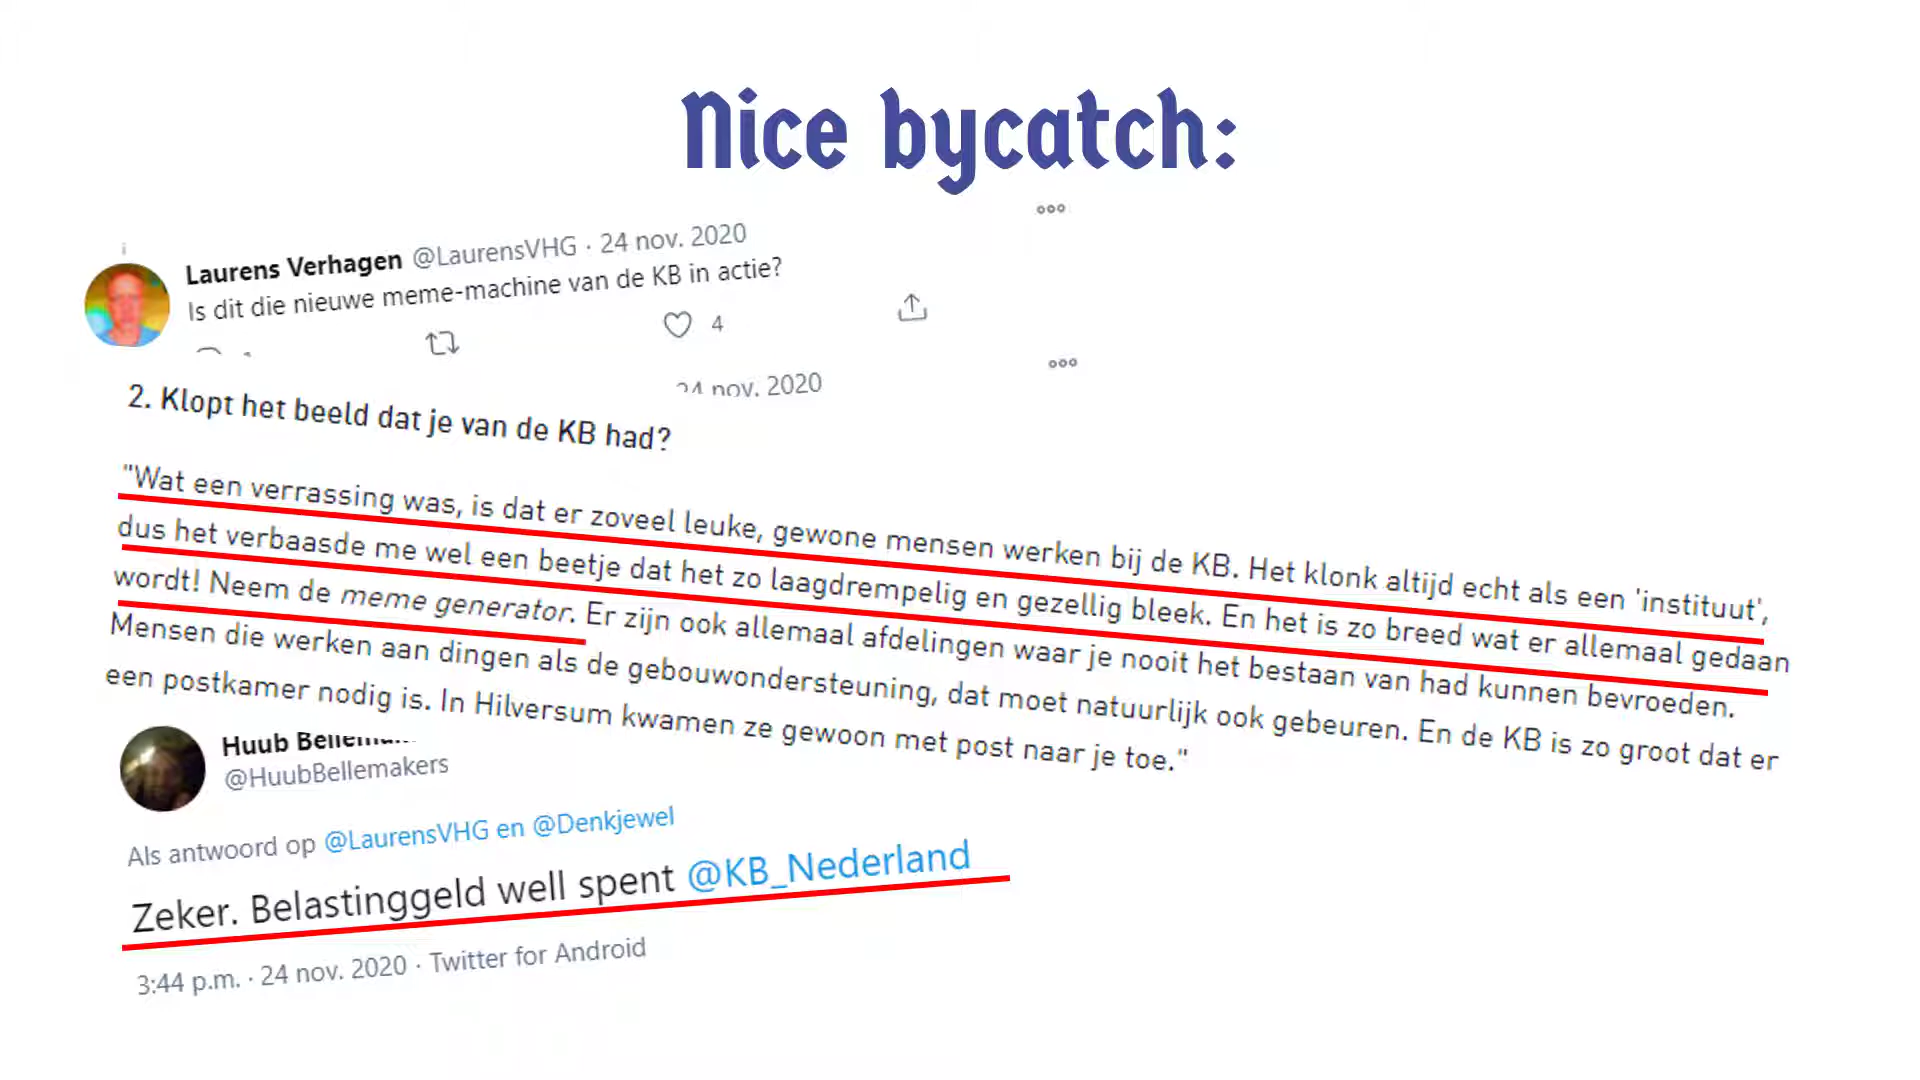 Nice bycatch:
Laurens Verhagen @LaurensVHG · 24 nov. 2020
Is dit die nieuwe meme-machine van de KB in actie?
4
24 nov. 2020
2. Klopt het beeld dat je van de KB had?
"Wat een verrassing was, is dat er zoveel leuke, gewone mensen werken bij de KB. Het klonk altijd echt als een 'instituut',
dus het verbaasde me wel een beetje dat het zo laagdrempelig en gezellig bleek. En het is zo breed wat er allemaal gedaan
wordt! Neem de meme generator. Er zijn ook allemaal afdelingen waar je nooit het bestaan van had kunnen bevroeden.
Mensen die werken aan dingen als de gebouwondersteuning, dat moet natuurlijk ook gebeuren. En de KB is zo groot dat er
een postkamer nodig is. In Hilversum kwamen ze gewoon met post naar je toe."
Huub
@HuubBellemakers
Als antwoord op @LaurensVHG en @Denkjewel
Zeker. Belastinggeld well spent @KB_Nederland
3:44 p.m. · 24 nov. 2020 · Twitter for Android